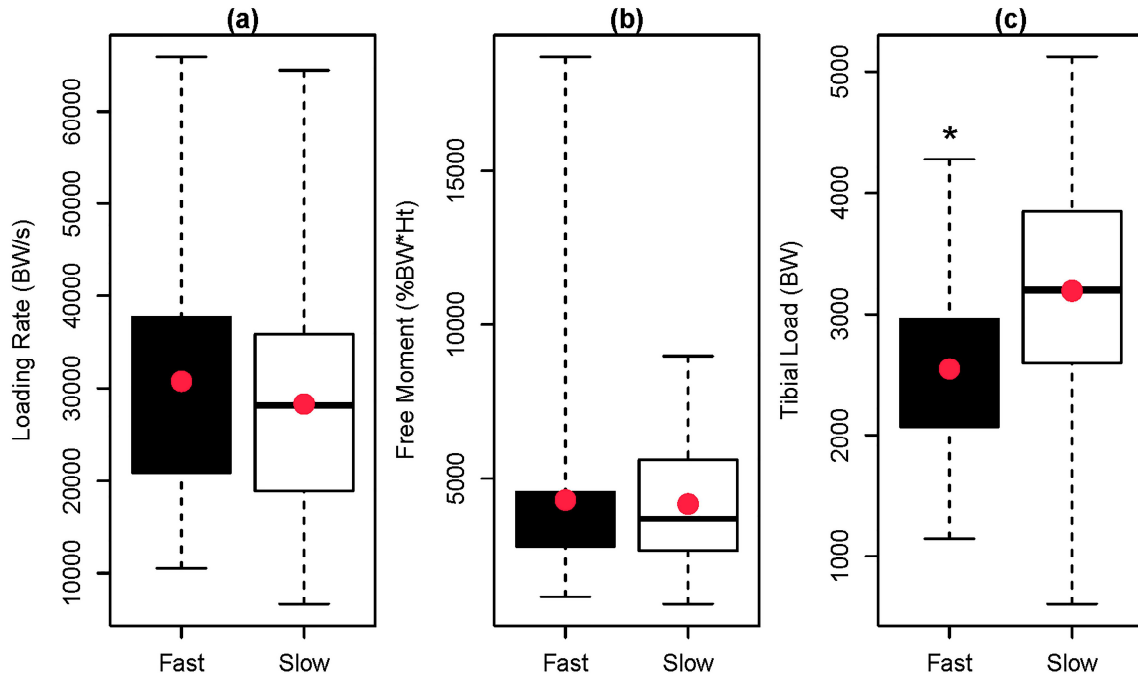 (a)
Loading Rate (BW/s)
60000
50000
40000
30000
20000
10000
Fast
Slow
(b)
Free Moment (%BW*Ht)
15000
10000
5000
Fast
Slow
(c)
Tibial Load (BW)
5000
4000
3000
2000
1000
*
Fast
Slow